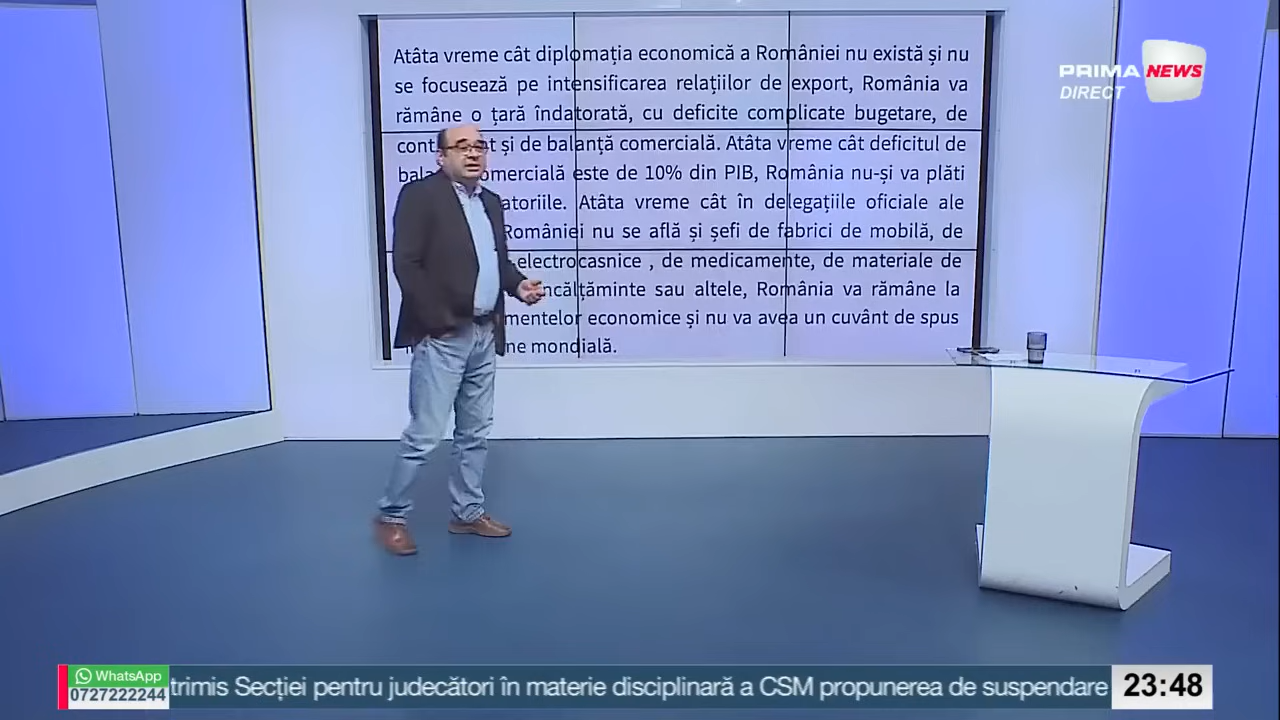 Atâta vreme cât diplomația economică a României nu există și nu
se focusează pe intensificarea relațiilor de export, România va
rămâne o țară îndatorată, cu deficite complicate bugetare, de
și de balanță comercială. Atâta vreme cât deficitul de
este de 10% din PIB, România nu-și va plăti
Atâta vreme cât în delegațiile oficiale ale
României nu se află și șefi de fabrici de mobilă, de
electrocasnice , de medicamente, de materiale de
sau altele, România va rămâne la
economice și nu va avea un cuvânt de spus
mondială.
PRIMA NEWS
DIRECT
WhatsApp
0727222244
trimis Secției pentru judecători în materie disciplinară a CSM propunerea de suspendare
23:48